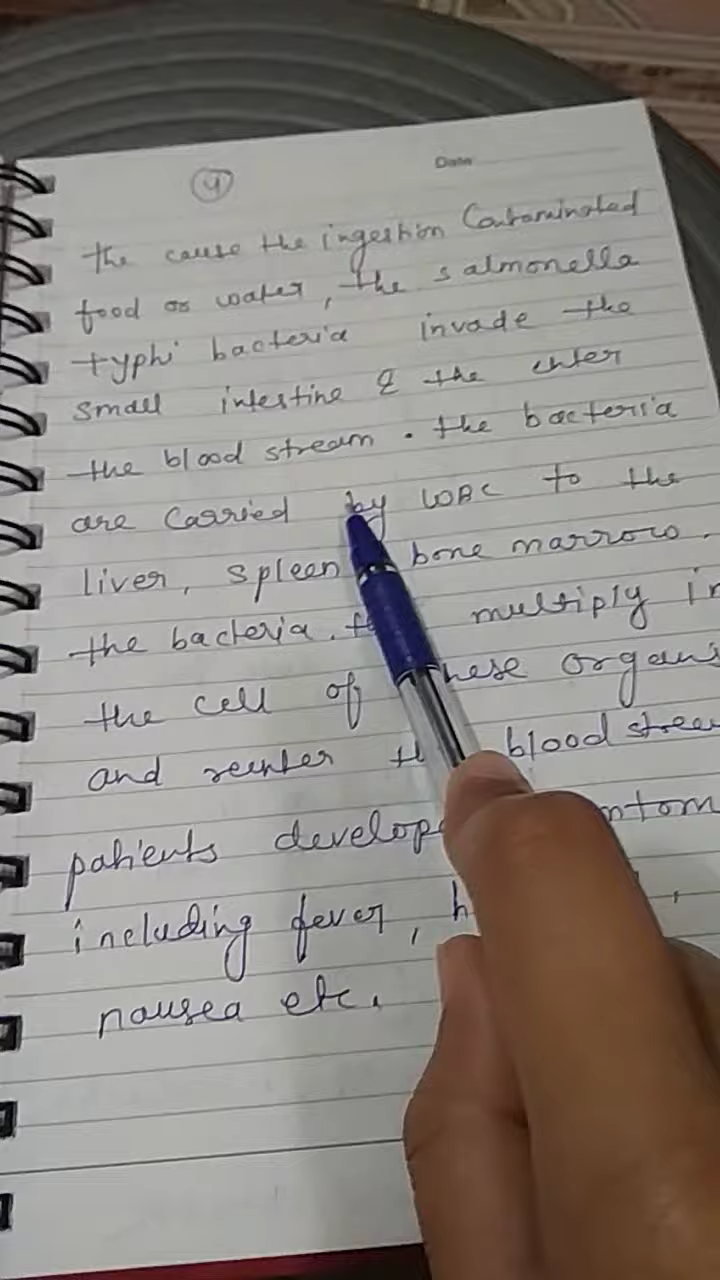 4
Date
the cause the ingestion Contaminated
food or water, the salmonella
typhi bacteria invade the
small intestine & the enter
the blood stream. the bacteria
are carried by WBC to the
liver, spleen bone marrow.
the bacteria. multiply in
the cell of these organs
and reenter blood stream
patients develop
including fever,
nausea etc.